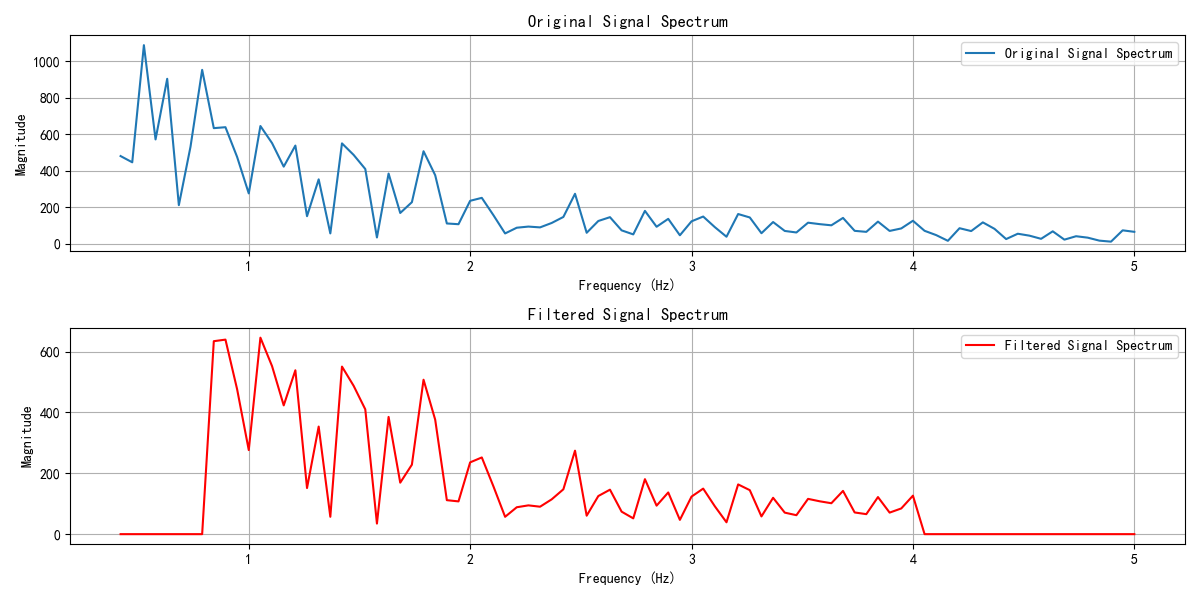 Original Signal Spectrum
Original Signal Spectrum
1000
800
600
400
200
0
Magnitude
1 2 3 4 5
Frequency (Hz)
Filtered Signal Spectrum
Filtered Signal Spectrum
600
400
200
0
Magnitude
1 2 3 4 5
Frequency (Hz)